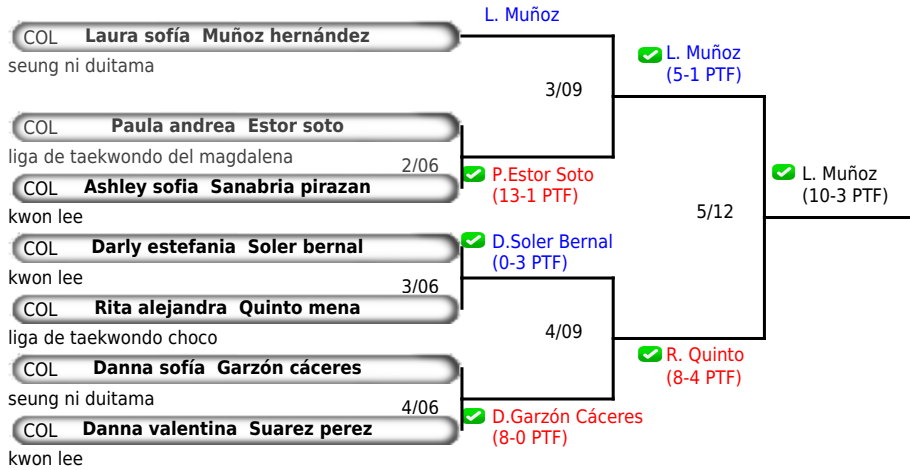 L. Muñoz
COL Laura sofía Muñoz hernández
seung ni duitama
L. Muñoz
(5-1 PTF)
3/09
COL Paula andrea Estor soto
liga de taekwondo del magdalena
2/06
P.Estor Soto
(13-1 PTF)
COL Ashley sofia Sanabria pirazan
kwon lee
L. Muñoz
(10-3 PTF)
5/12
COL Darly estefania Soler bernal
kwon lee
D.Soler Bernal
(0-3 PTF)
3/06
COL Rita alejandra Quinto mena
liga de taekwondo choco
4/09
R. Quinto
(8-4 PTF)
COL Danna sofía Garzón cáceres
seung ni duitama
4/06
D.Garzón Cáceres
(8-0 PTF)
COL Danna valentina Suarez perez
kwon lee